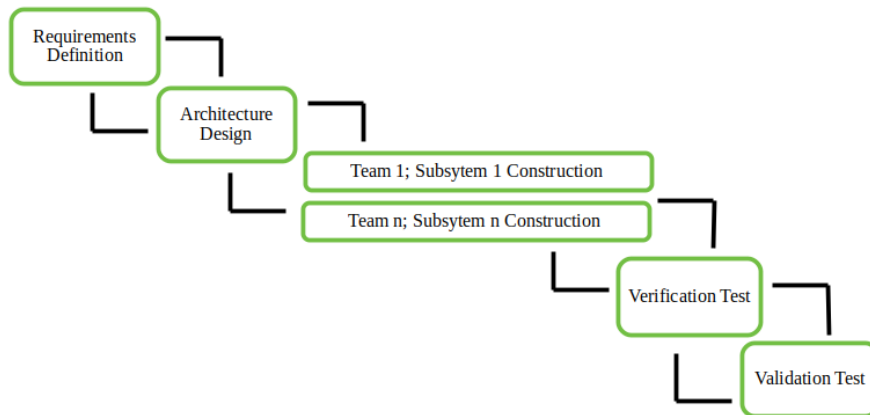 Requirements
Definition
Architecture
Design
Team 1; Subsytem 1 Construction
Team n; Subsytem n Construction
Verification Test
Validation Test